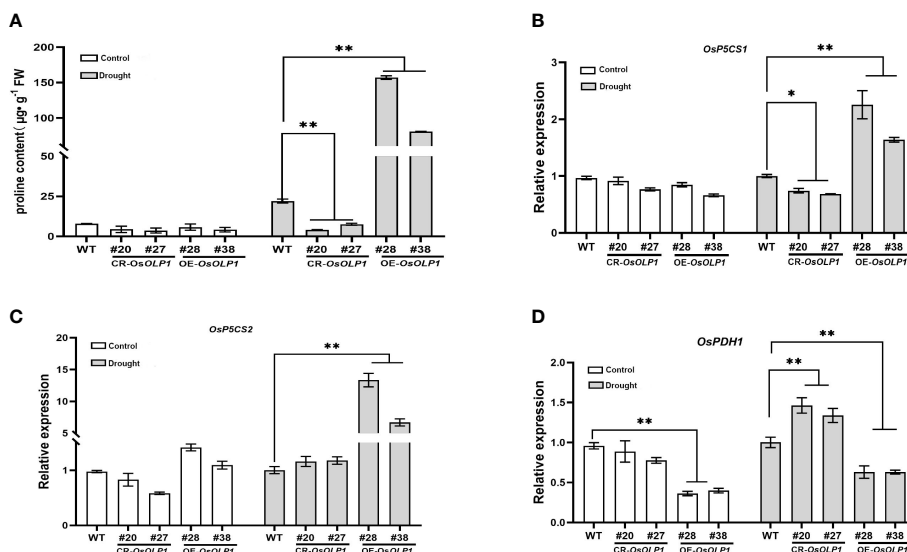 A
proline content( μg• g-1 FW
200
150
100
50
25
0
Control
Drought
**
**
WT #20 #27 #28 #38 WT #20 #27 #28 #38
CR-OsOLP1 OE-OsOLP1 CR-OsOLP1 OE-OsOLP1
B
OsP5CS1
Relative expression
3
2
1
0
Control
Drought
**
*
WT #20 #27 #28 #38 WT #20 #27 #28 #38
CR-OsOLP1 OE-OsOLP1 CR-OsOLP1 OE-OsOLP1
C
OsP5CS2
Relative expression
20
15
10
5
1
0
Control
Drought
**
WT #20 #27 #28 #38 WT #20 #27 #28 #38
CR-OsOLP1 OE-OsOLP1 CR-OsOLP1 OE-OsOLP1
D
OsPDH1
Relative expression
2.0
1.5
1.0
0.5
0.0
Control
Drought
**
**
**
WT #20 #27 #28 #38 WT #20 #27 #28 #38
CR-OsOLP1 OE-OsOLP1 CR-OsOLP1 OE-OsOLP1